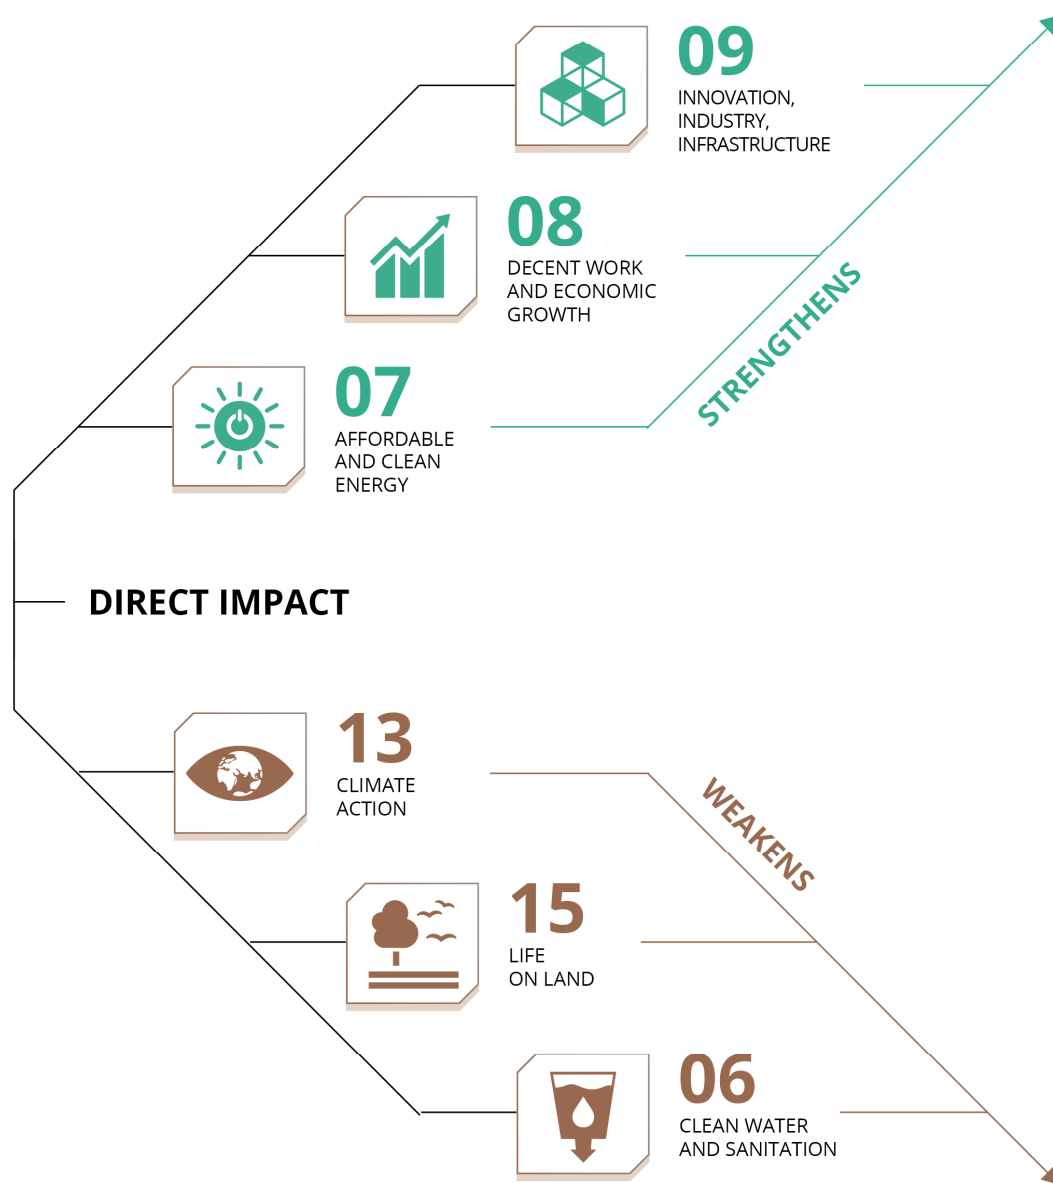 09
INNOVATION,
INDUSTRY,
INFRASTRUCTURE
08
DECENT WORK
AND ECONOMIC
GROWTH
STRENGTHENS
07
AFFORDABLE
AND CLEAN
ENERGY
DIRECT IMPACT
13
CLIMATE
ACTION
WEAKENS
15
LIFE
ON LAND
06
CLEAN WATER
AND SANITATION